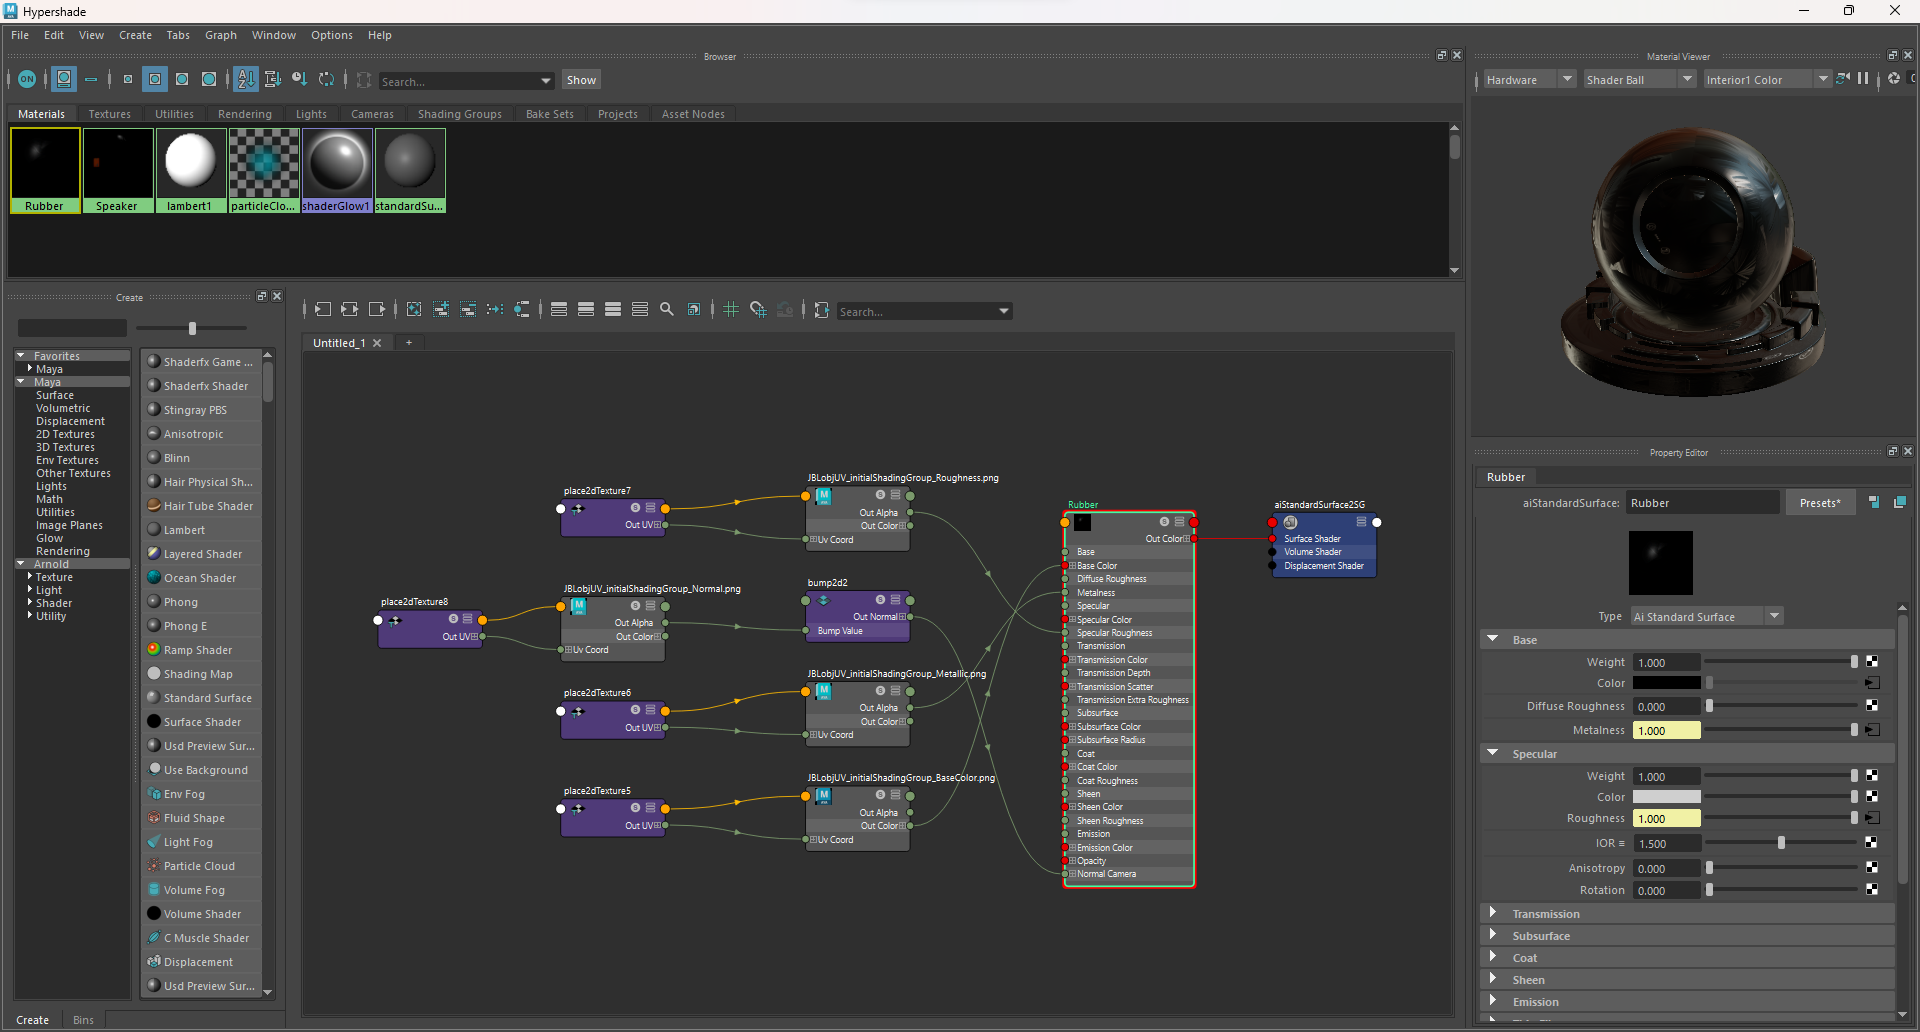 Hypershade
File Edit View Create Tabs Graph Window Options Help
Browser
ON
Search...
Show
Materials Textures Utilities Rendering Lights Cameras Shading Groups Bake Sets Projects Asset Nodes
Rubber Speaker lambert1 particleClo... shaderGlow1 standardSu...
Create
Favorites
Maya
Maya
Surface
Volumetric
Displacement
2D Textures
3D Textures
Env Textures
Other Textures
Lights
Math
Utilities
Image Planes
Glow
Rendering
Arnold
Texture
Light
Shader
Utility
Shaderfx Game ...
Shaderfx Shader
Stingray PBS
Anisotropic
Blinn
Hair Physical Sh...
Hair Tube Shader
Lambert
Layered Shader
Ocean Shader
Phong
Phong E
Ramp Shader
Shading Map
Standard Surface
Surface Shader
Usd Preview Sur...
Use Background
Env Fog
Fluid Shape
Light Fog
Particle Cloud
Volume Fog
Volume Shader
C Muscle Shader
Displacement
Usd Preview Sur...
Create Bins
Search...
Untitled_1
+
place2dTexture7
Out UV
JBLobjUV_initialShadingGroup_Roughness.png
Out Alpha
Out Color
Uv Coord
place2dTexture8
Out UV
JBLobjUV_initialShadingGroup_Normal.png
Out Alpha
Out Color
Uv Coord
bump2d2
Out Normal
Bump Value
place2dTexture6
Out UV
JBLobjUV_initialShadingGroup_Metallic.png
Out Alpha
Out Color
Uv Coord
place2dTexture5
Out UV
JBLobjUV_initialShadingGroup_BaseColor.png
Out Alpha
Out Color
Uv Coord
Rubber
Out Color
Base
Base Color
Diffuse Roughness
Metalness
Specular
Specular Color
Specular Roughness
Transmission
Transmission Color
Transmission Depth
Transmission Scatter
Transmission Extra Roughness
Subsurface
Subsurface Color
Subsurface Radius
Coat
Coat Color
Coat Roughness
Sheen
Sheen Color
Sheen Roughness
Emission
Emission Color
Opacity
Normal Camera
aiStandardSurface2SG
Surface Shader
Volume Shader
Displacement Shader
Material Viewer
Hardware Shader Ball Interior1 Color
Property Editor
Rubber
aiStandardSurface: Rubber Presets*
Type Ai Standard Surface
Base
Weight 1.000
Color
Diffuse Roughness 0.000
Metalness 1.000
Specular
Weight 1.000
Color
Roughness 1.000
IOR 1.500
Anisotropy 0.000
Rotation 0.000
Transmission
Subsurface
Coat
Sheen
Emission